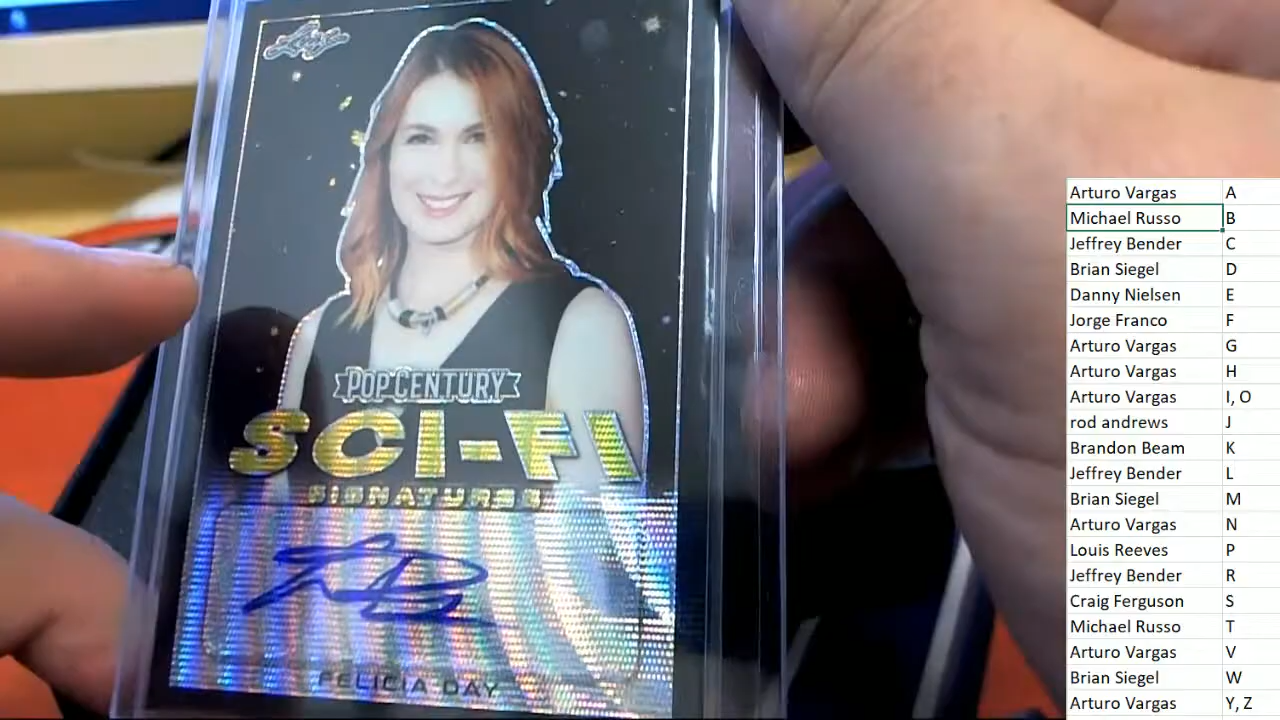 Leaf
POP CENTURY
SCI-FI
SIGNATURES
FELICIA DAY
Arturo Vargas A
Michael Russo B
Jeffrey Bender C
Brian Siegel D
Danny Nielsen E
Jorge Franco F
Arturo Vargas G
Arturo Vargas H
Arturo Vargas I, O
rod andrews J
Brandon Beam K
Jeffrey Bender L
Brian Siegel M
Arturo Vargas N
Louis Reeves P
Jeffrey Bender R
Craig Ferguson S
Michael Russo T
Arturo Vargas V
Brian Siegel W
Arturo Vargas Y, Z